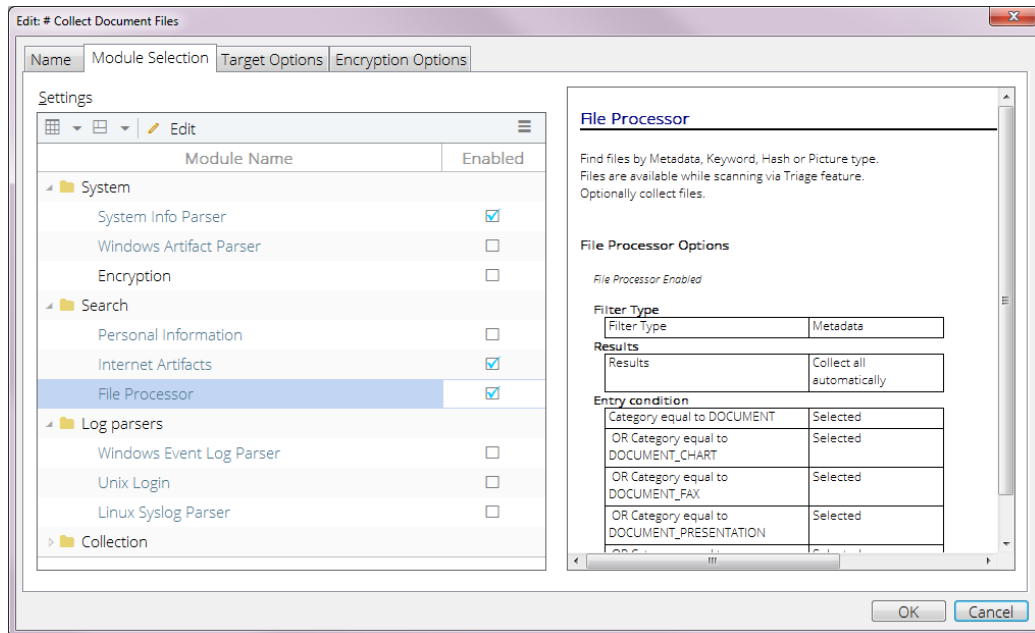 Edit: # Collect Document Files
Name Module Selection Target Options Encryption Options
Settings
Edit
Module Name Enabled
System
System Info Parser
Windows Artifact Parser
Encryption
Search
Personal Information
Internet Artifacts
File Processor
Log parsers
Windows Event Log Parser
Unix Login
Linux Syslog Parser
Collection
File Processor
Find files by Metadata, Keyword, Hash or Picture type.
Files are available while scanning via Triage feature.
Optionally collect files.
File Processor Options
File Processor Enabled
Filter Type
Filter Type Metadata
Results
Results Collect all
automatically
Entry condition
Category equal to DOCUMENT Selected
OR Category equal to Selected
DOCUMENT_CHART
OR Category equal to Selected
DOCUMENT_FAX
OR Category equal to Selected
DOCUMENT_PRESENTATION
OK Cancel